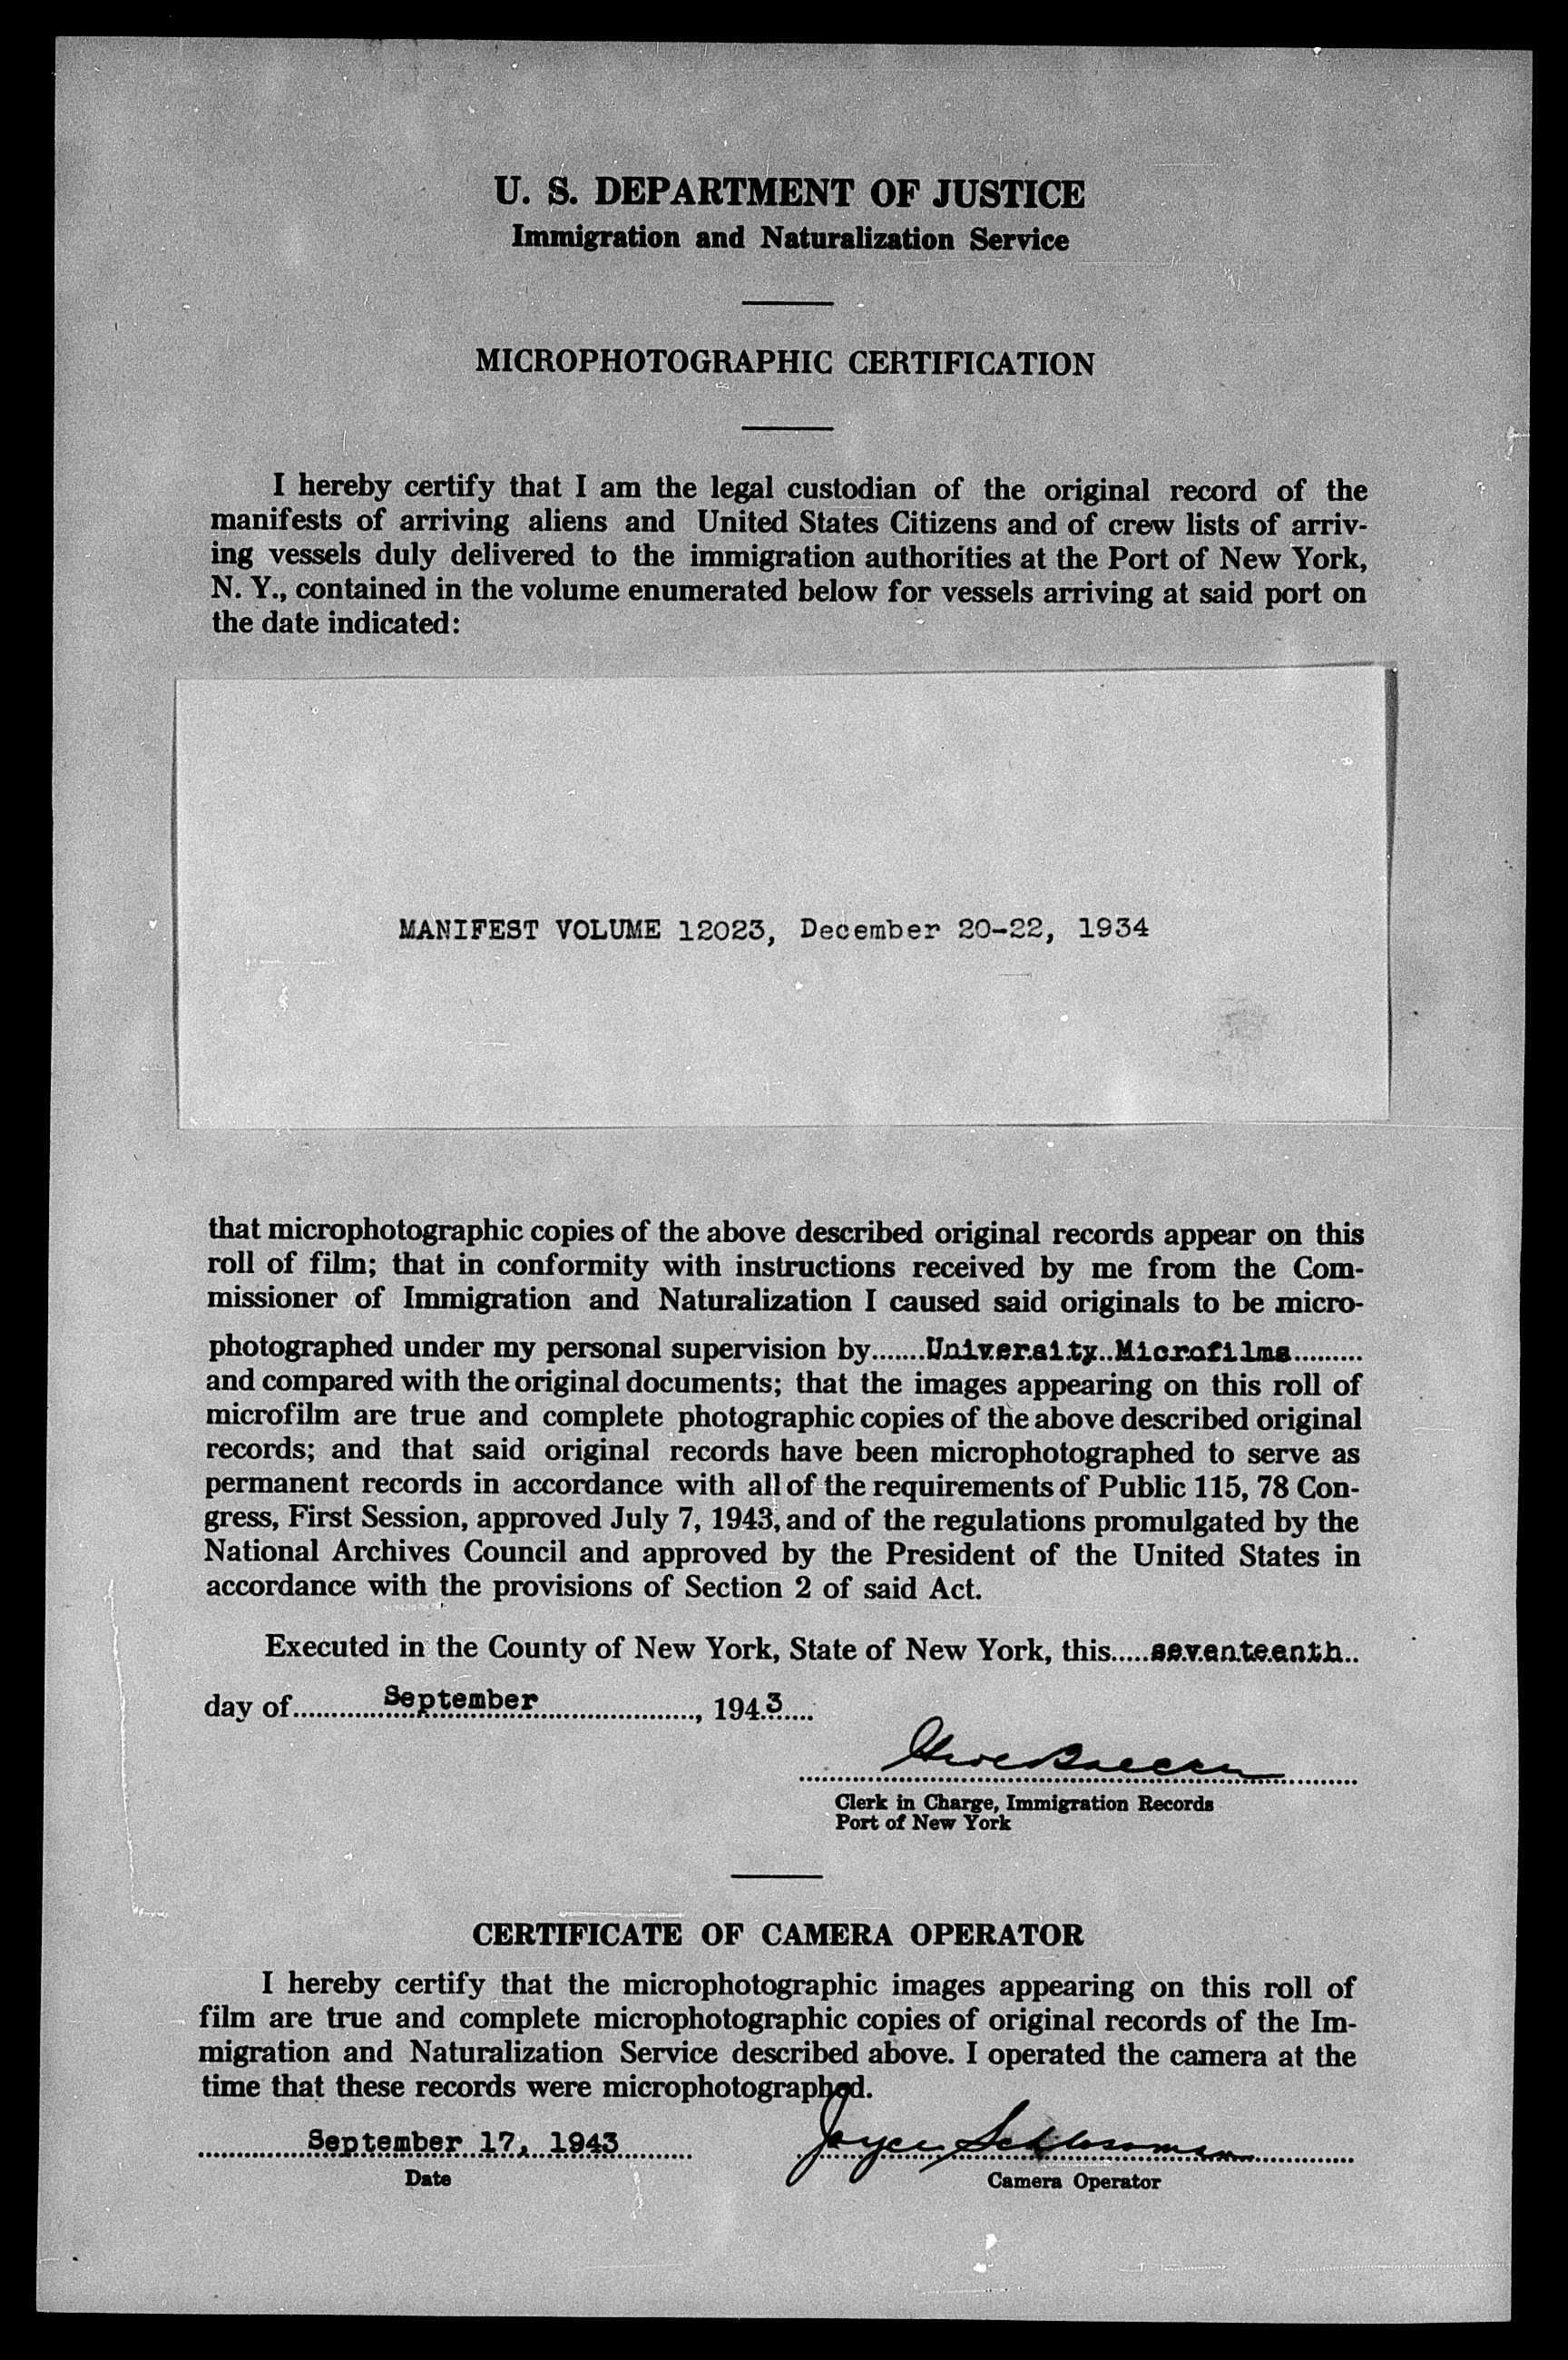 U. S. DEPARTMENT OF JUSTICE
Immigration and Naturalization Service
MICROPHOTOGRAPHIC CERTIFICATION
I hereby certify that I am the legal custodian of the original record of the
manifests of arriving aliens and United States Citizens and of crew lists of arriv-
ing vessels duly delivered to the immigration authorities at the Port of New York,
N. Y., contained in the volume enumerated below for vessels arriving at said port on
the date indicated:
MANIFEST VOLUME 12023, December 20-22, 1934
that microphotographic copies of the above described original records appear on this
roll of film; that in conformity with instructions received by me from the Com-
missioner of Immigration and Naturalization I caused said originals to be micro-
photographed under my personal supervision by.......University Microfilms.........
and compared with the original documents; that the images appearing on this roll of
microfilm are true and complete photographic copies of the above described original
records; and that said original records have been microphotographed to serve as
permanent records in accordance with all of the requirements of Public 115, 78 Con-
gress, First Session, approved July 7, 1943, and of the regulations promulgated by the
National Archives Council and approved by the President of the United States in
accordance with the provisions of Section 2 of said Act.
Executed in the County of New York, State of New York, this.....seventeenth..
day of............September...................., 1943....
Clerk in Charge, Immigration Records
Port of New York
CERTIFICATE OF CAMERA OPERATOR
I hereby certify that the microphotographic images appearing on this roll of
film are true and complete microphotographic copies of original records of the Im-
migration and Naturalization Service described above. I operated the camera at the
time that these records were microphotographed.
September 17, 1943 Joyce Schlossman
Date Camera Operator